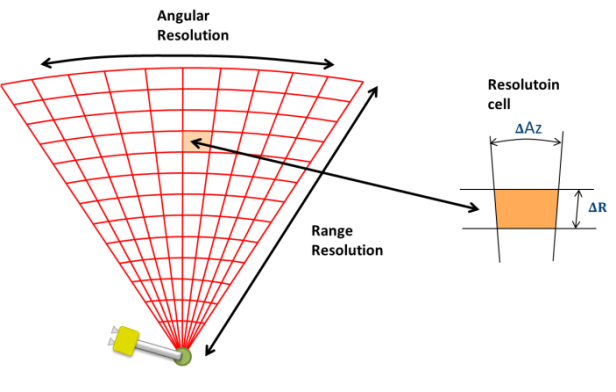 Angular
Resolution
Resolutoin
cell
ΔAz
ΔR
Range
Resolution